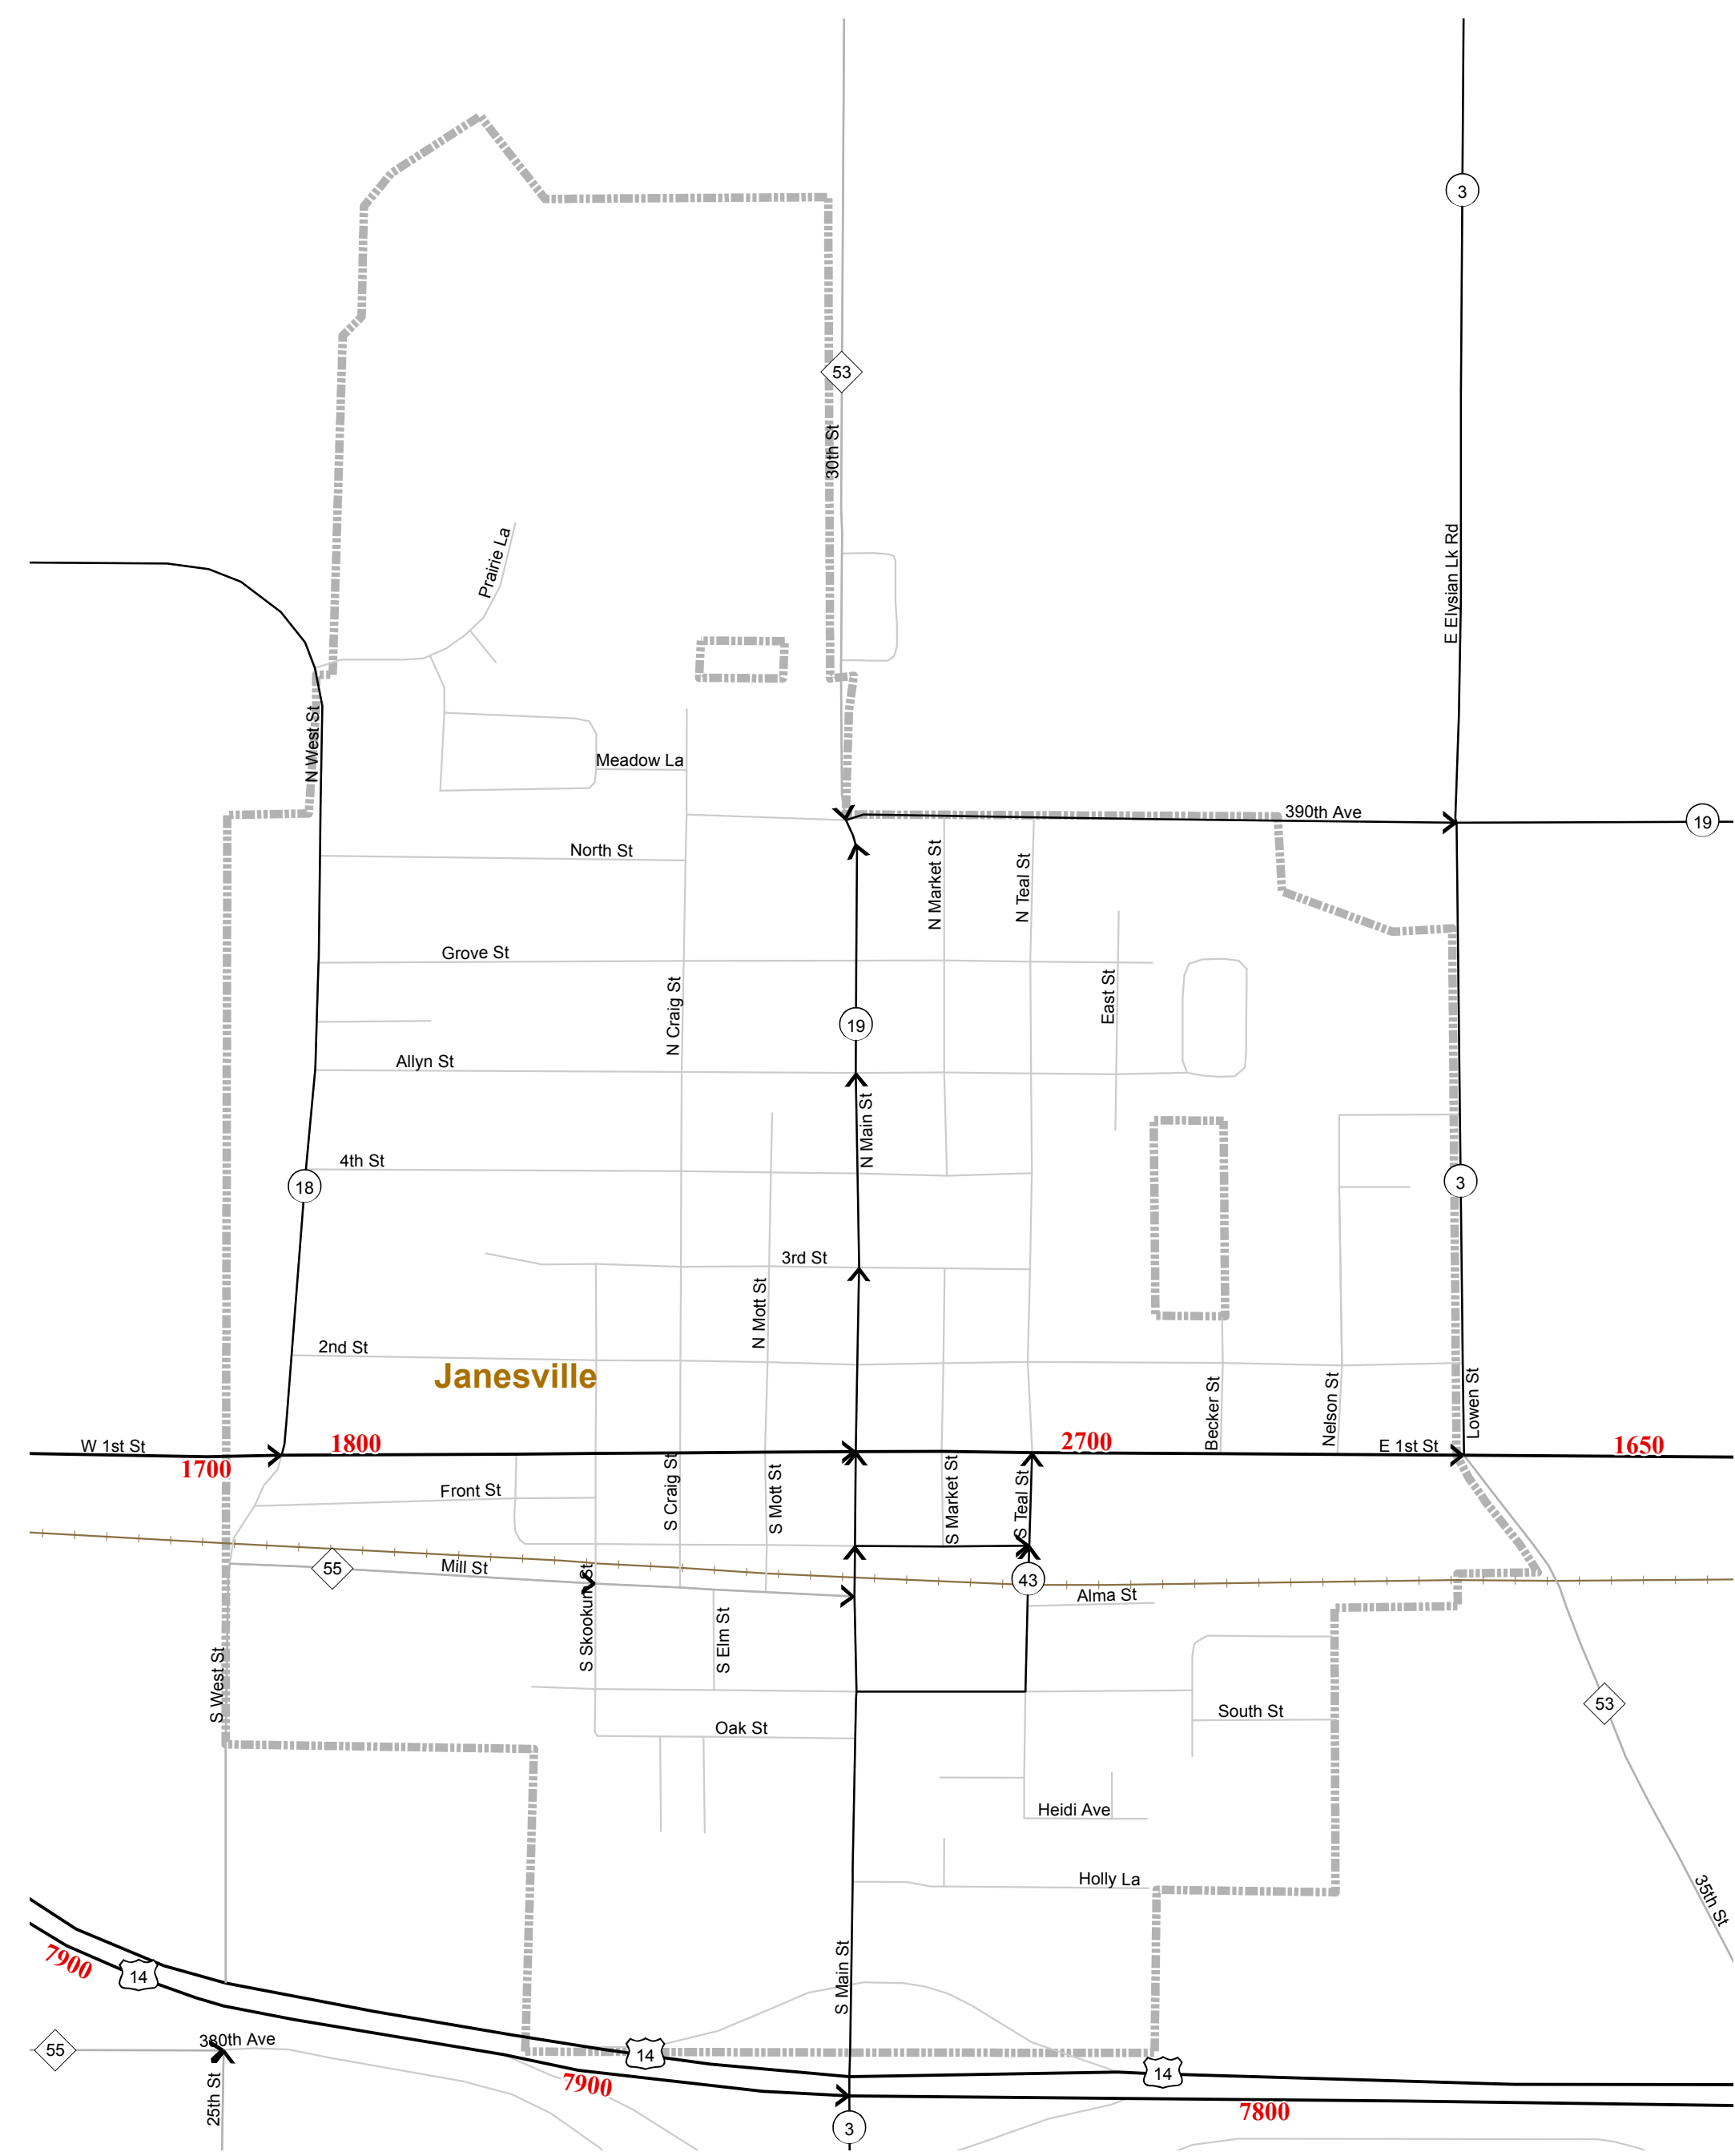 3
53
30th St
E Elysian Lk Rd
Prairie La
N West St
Meadow La
390th Ave
19
North St
N Market St
N Teal St
Grove St
N Craig St
East St
19
Allyn St
N Main St
4th St
18
3
3rd St
N Mott St
2nd St
Janesville
Becker St
Nelson St
Lowen St
W 1st St
1800
2700
E 1st St
1650
1700
Front St
S Craig St
S Mott St
S Market St
S Teal St
55
Mill St
43
Alma St
S Skookum St
S Elm St
S West St
South St
53
Oak St
Heidi Ave
Holly La
35th St
S Main St
7900
14
380th Ave
55
14
14
7900
25th St
7800
3